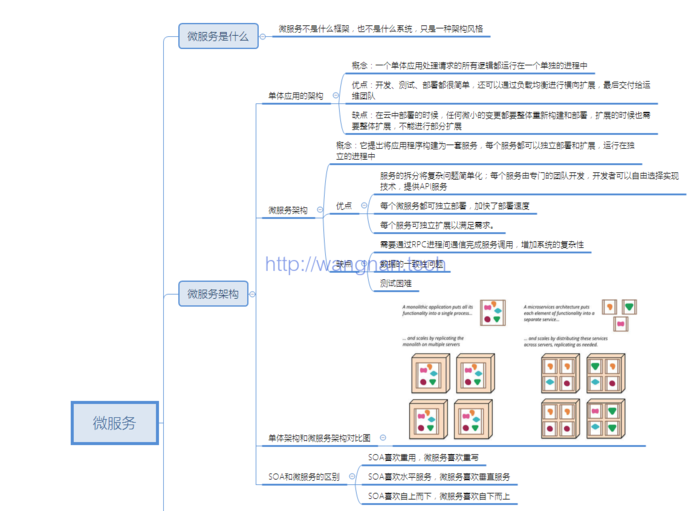 微服务是什么
微服务不是什么框架，也不是什么系统，只是一种架构风格
单体应用的架构
概念：一个单体应用处理请求的所有逻辑都运行在一个单独的进程中
优点：开发、测试、部署都很简单，还可以通过负载均衡进行横向扩展，最后交付给运
维团队
缺点：在云中部署的时候，任何微小的变更都要整体重新构建和部署，扩展的时候也需
要整体扩展，不能进行部分扩展
微服务架构
概念：它提出将应用程序构建为一套服务，每个服务都可以独立部署和扩展，运行在独
立的进程中
优点
服务的拆分将复杂问题简单化：每个服务由专门的团队开发，开发者可以自由选择实现
技术，提供API服务
每个微服务都可独立部署，加快了部署速度
每个服务可独立扩展以满足需求。
缺点
需要通过RPC进程间通信完成服务调用，增加系统的复杂性
数据的一致性问题
测试困难
http://wangnan.tech
微服务架构
A monolithic application puts all its
functionality into a single process...
... and scales by replicating the
monolith on multiple servers
A microservices architecture puts
each element of functionality into a
separate service...
... and scales by distributing these services
across servers, replicating as needed.
微服务
单体架构和微服务架构对比图
SOA和微服务的区别
SOA喜欢重用，微服务喜欢重写
SOA喜欢水平服务，微服务喜欢垂直服务
SOA喜欢自上而下，微服务喜欢自下而上